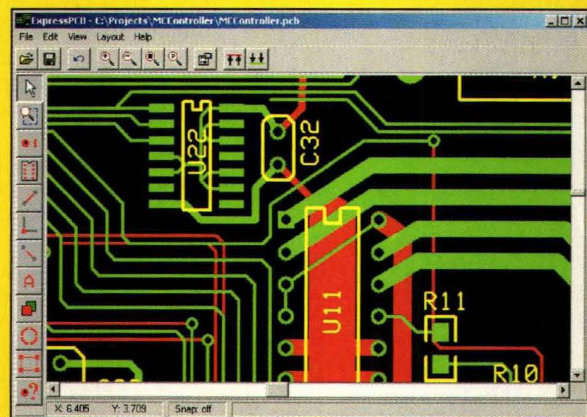 ExpressPCB - C:\Projects\MCController\MCController.pcb
File Edit View Layout Help
U22
C32
U11
R11
R10
X: 6.405 Y: 3.709 Snap: off